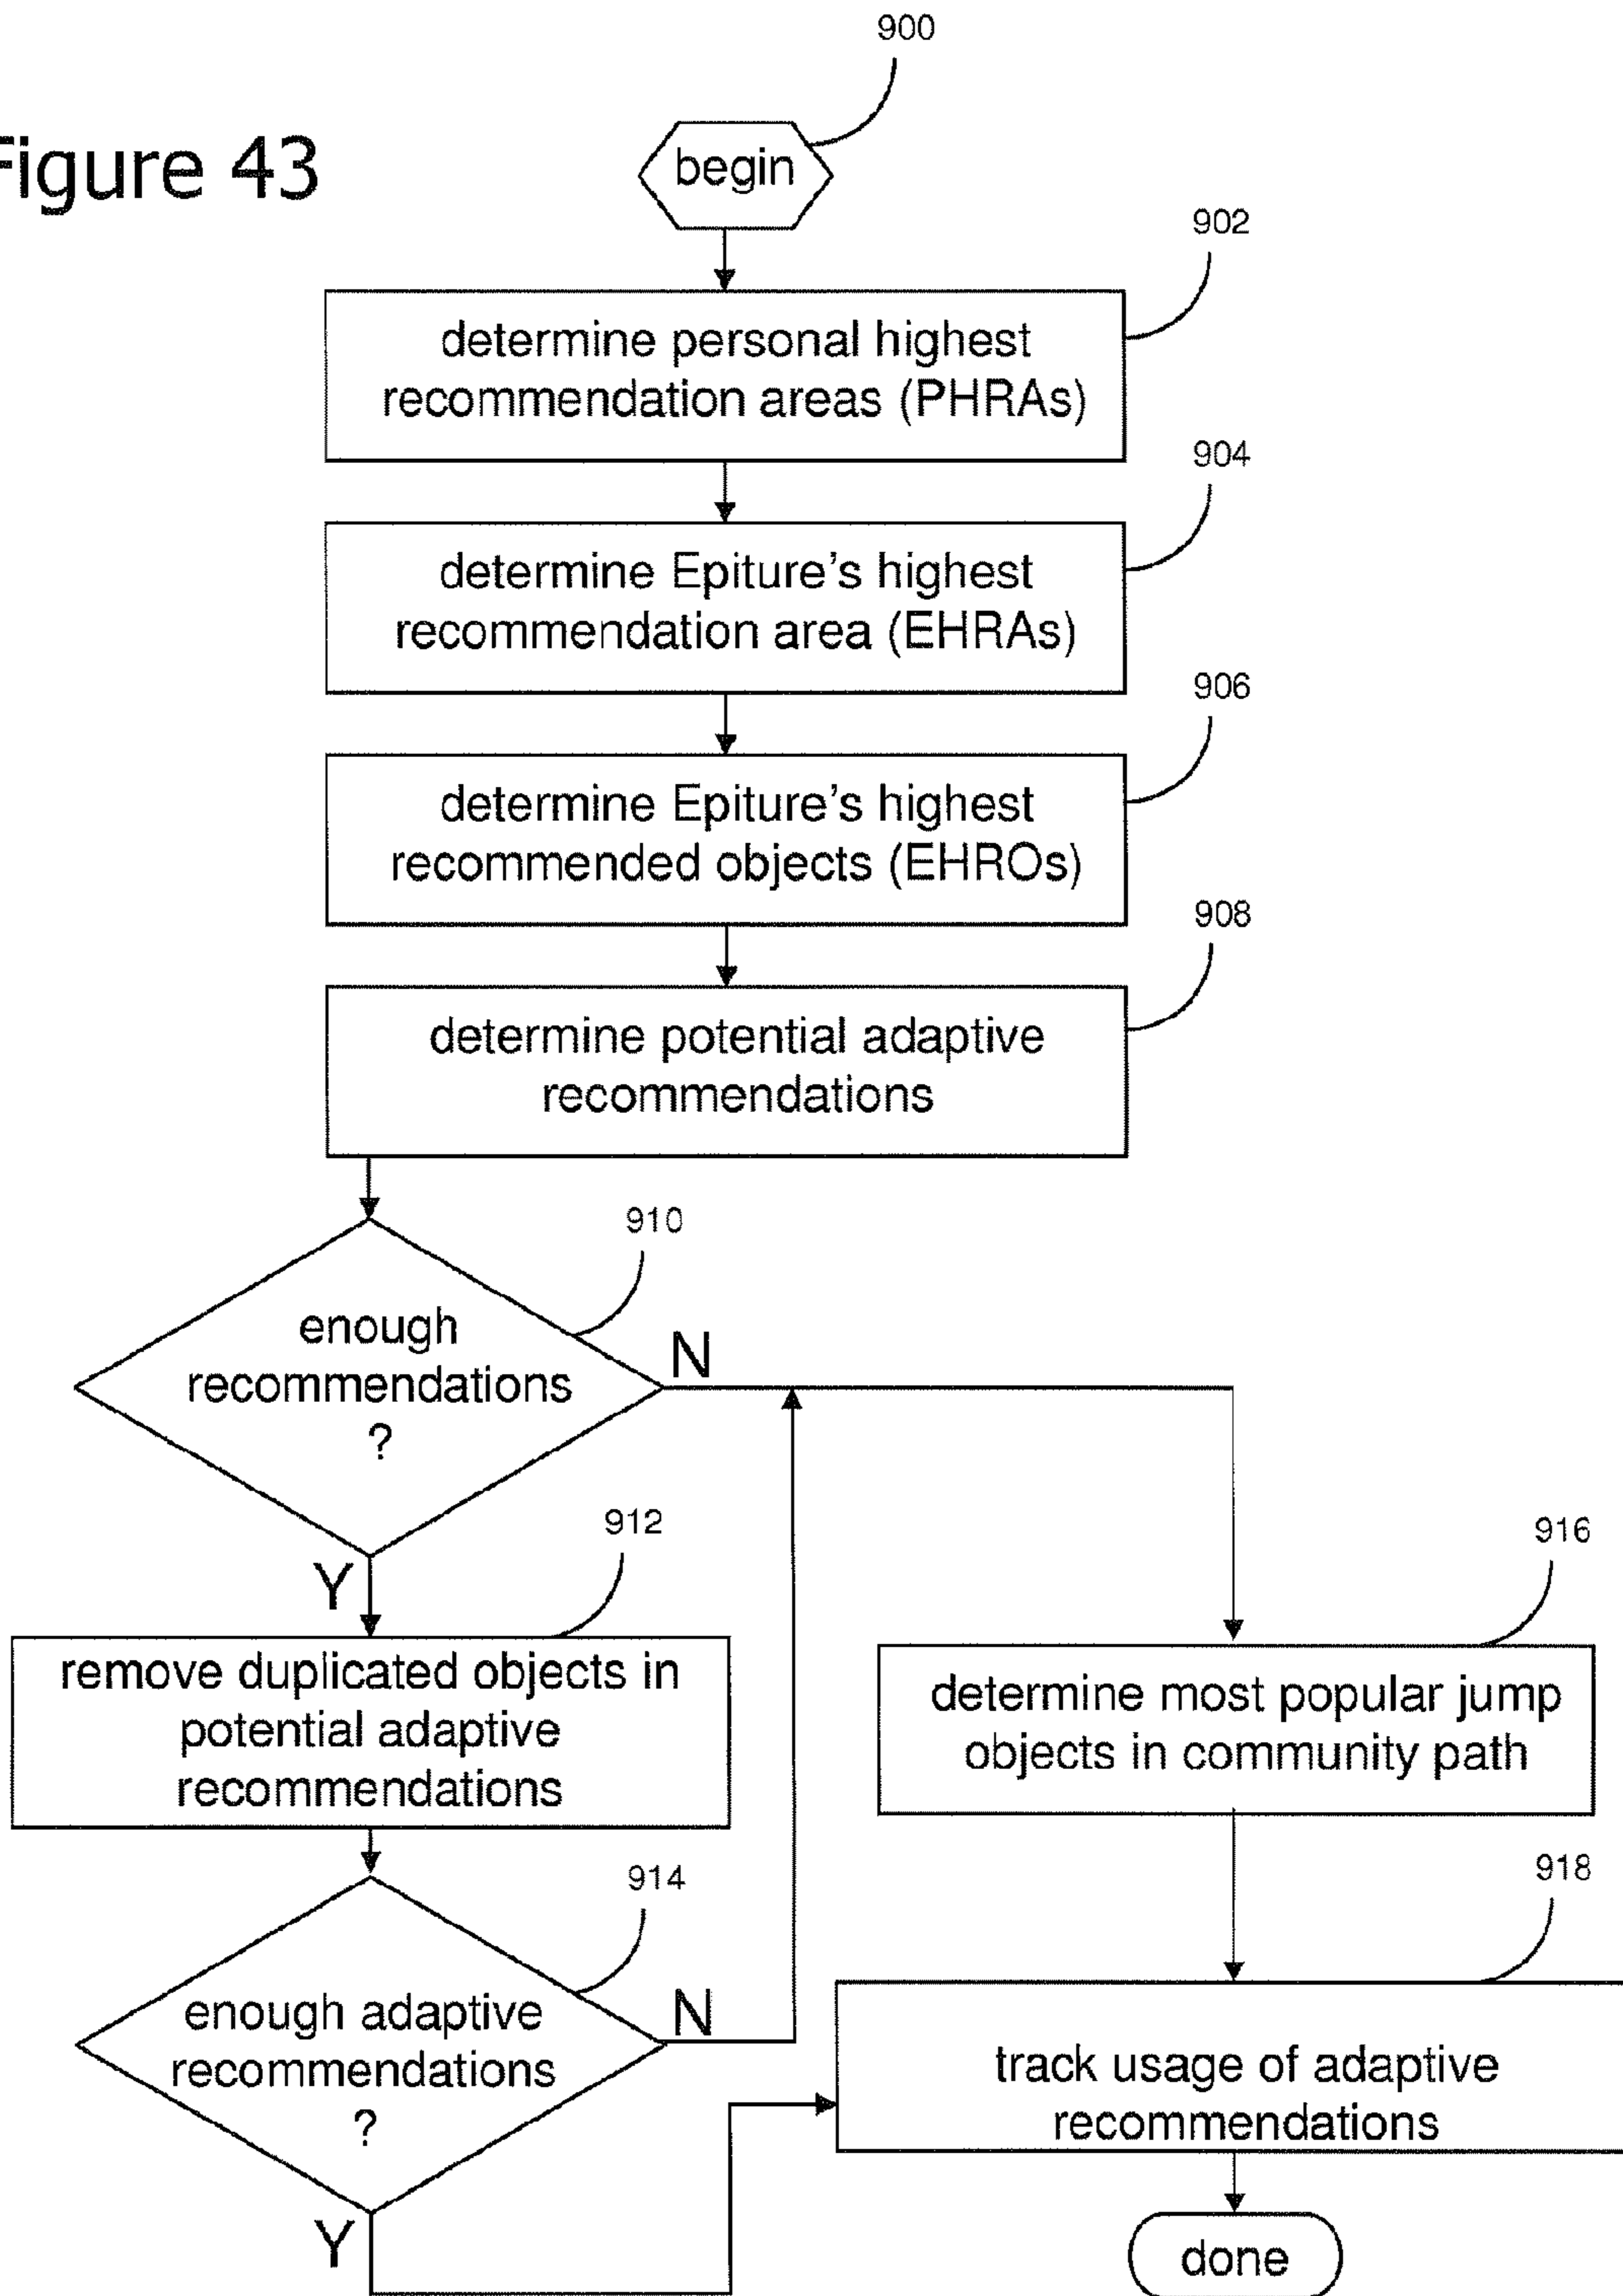 900
Figure 43
begin
902
determine personal highest
recommendation areas (PHRAs)
904
determine Epiture's highest
recommendation area (EHRAs)
906
determine Epiture's highest
recommended objects (EHROs)
908
determine potential adaptive
recommendations
910
enough
recommendations
?
N
Y
912
remove duplicated objects in
potential adaptive
recommendations
916
determine most popular jump
objects in community path
914
enough adaptive
recommendations
?
N
Y
918
track usage of adaptive
recommendations
done